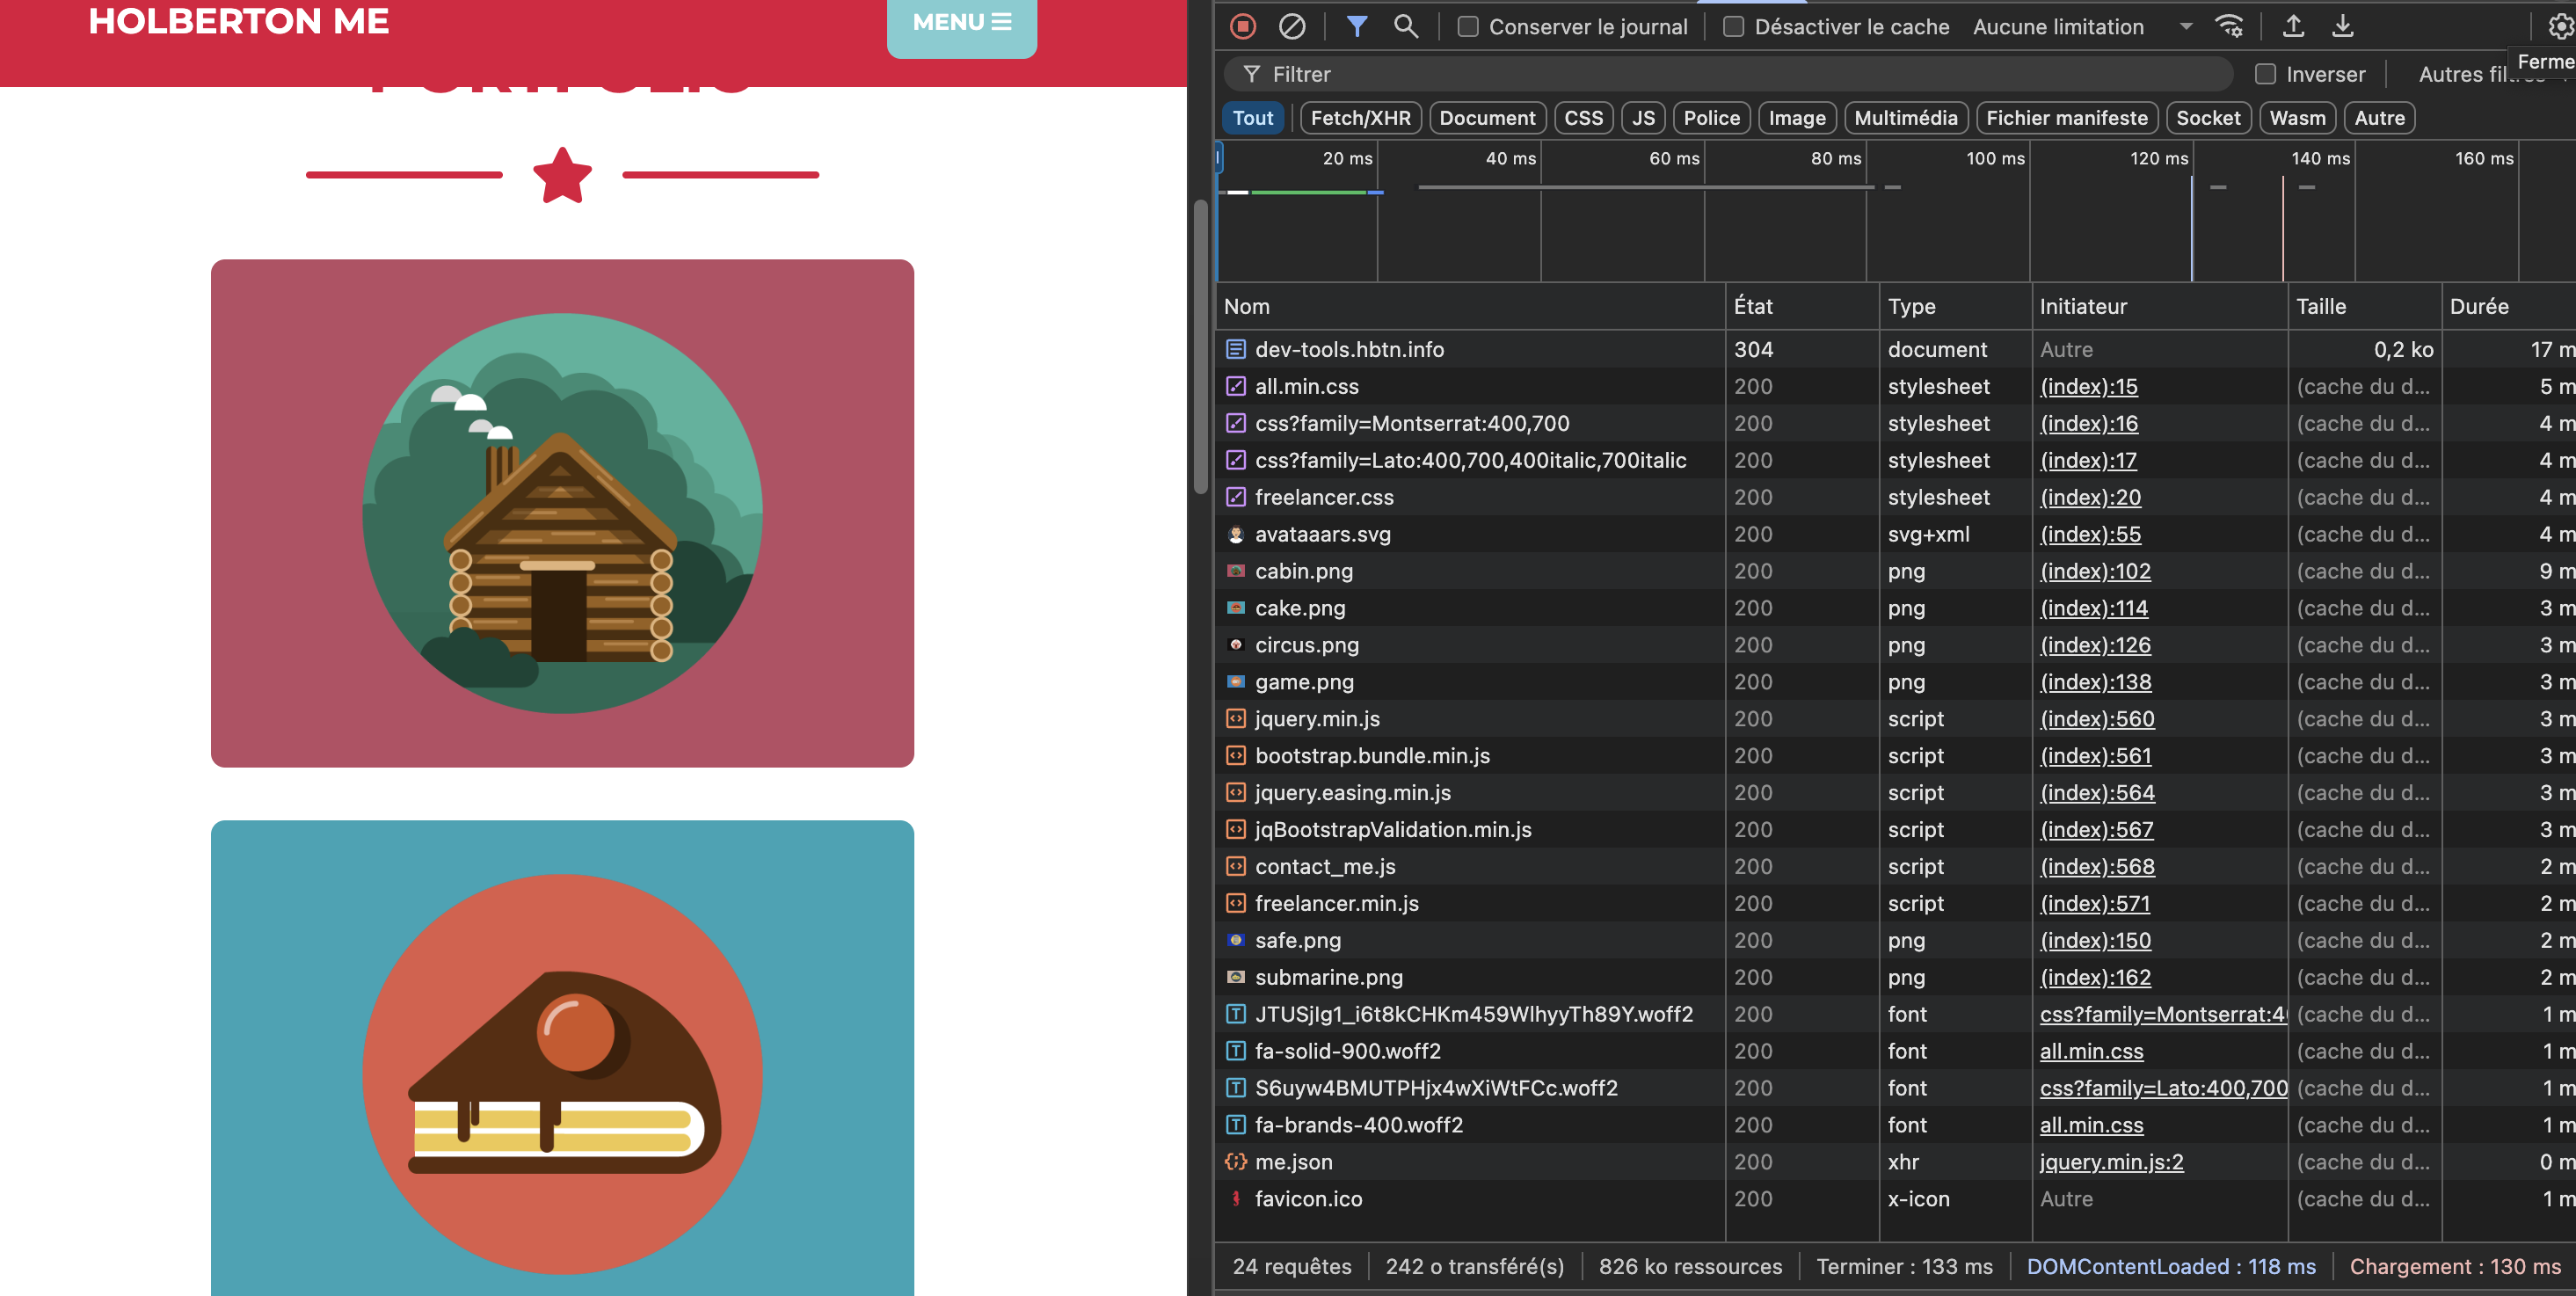 HOLBERTON ME
MENU
Conserver le journal
Désactiver le cache
Aucune limitation
Filtrer
Inverser
Autres
Tout
Fetch/XHR
Document
CSS
JS
Police
Image
Multimédia
Fichier manifeste
Socket
Wasm
Autre
20 ms
40 ms
60 ms
80 ms
100 ms
120 ms
140 ms
160 ms
Nom État Type Initiateur Taille Durée
dev-tools.hbtn.info 304 document Autre 0,2 ko 17 m
all.min.css 200 stylesheet (index):15 (cache du d... 5 m
css?family=Montserrat:400,700 200 stylesheet (index):16 (cache du d... 4 m
css?family=Lato:400,700,400italic,700italic 200 stylesheet (index):17 (cache du d... 4 m
freelancer.css 200 stylesheet (index):20 (cache du d... 4 m
avataaars.svg 200 svg+xml (index):55 (cache du d... 4 m
cabin.png 200 png (index):102 (cache du d... 9 m
cake.png 200 png (index):114 (cache du d... 3 m
circus.png 200 png (index):126 (cache du d... 3 m
game.png 200 png (index):138 (cache du d... 3 m
jquery.min.js 200 script (index):560 (cache du d... 3 m
bootstrap.bundle.min.js 200 script (index):561 (cache du d... 3 m
jquery.easing.min.js 200 script (index):564 (cache du d... 3 m
jqBootstrapValidation.min.js 200 script (index):567 (cache du d... 3 m
contact_me.js 200 script (index):568 (cache du d... 2 m
freelancer.min.js 200 script (index):571 (cache du d... 2 m
safe.png 200 png (index):150 (cache du d... 2 m
submarine.png 200 png (index):162 (cache du d... 2 m
JTUSjIg1_i6t8kCHKm459WlhyyTh89Y.woff2 200 font css?family=Montserrat:4 (cache du d... 1 m
fa-solid-900.woff2 200 font all.min.css (cache du d... 1 m
S6uyw4BMUTPHjx4wXiWtFCc.woff2 200 font css?family=Lato:400,700 (cache du d... 1 m
fa-brands-400.woff2 200 font all.min.css (cache du d... 1 m
me.json 200 xhr jquery.min.js:2 (cache du d... 0 m
favicon.ico 200 x-icon Autre (cache du d... 1 m
24 requêtes 242 o transféré(s) 826 ko ressources Terminer : 133 ms DOMContentLoaded : 118 ms Chargement : 130 ms